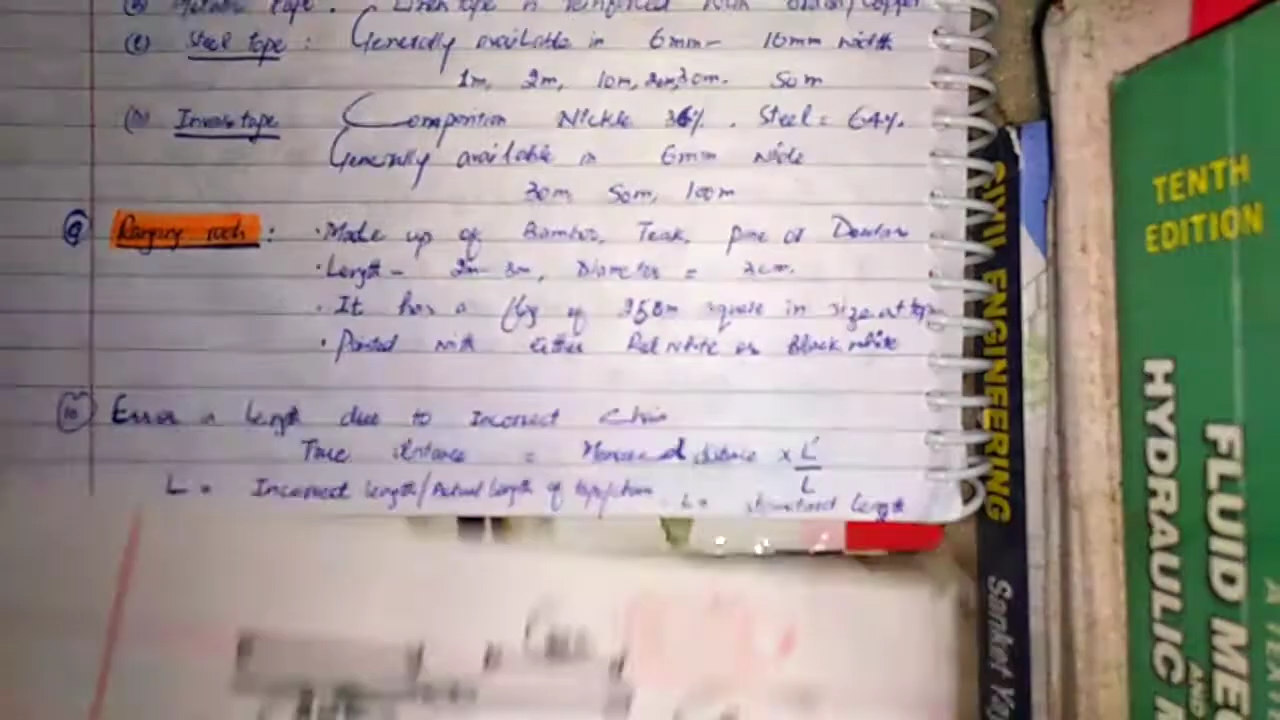 (c) Steel tape : Generally available in 6mm - 16mm width
1m, 2m, 10m, 30m. 50m
Invar tape Composition Nickle 36%. Steel = 64%.
Generally available in 6mm wide
30m 50m, 100m
9 Ranging rods : · Made up of Bamboo, Teak, pine or Deodar
· Length - 2m - 3m, Diameter = 3cm.
· It has a flag of 25cm square in size at top
· Painted with either Red white or Black white
10 Error in length due to Incorrect Chain
True distance = Measured distance × L'/L
L = Incorrect length/Actual length of tape/chain L = standard length
CIVIL ENGINEERING
Sanket
TENTH
EDITION
FLUID
AND
HYDRAULIC